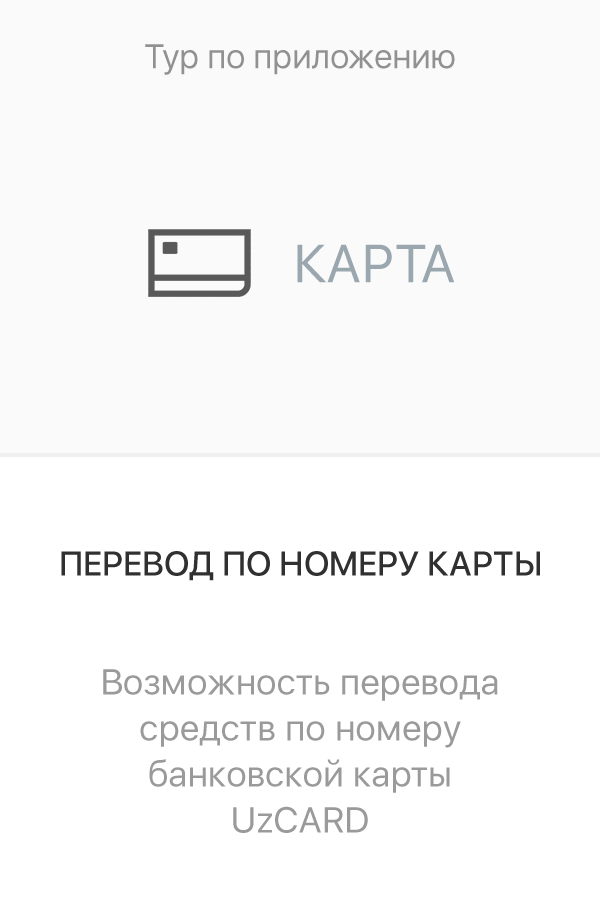 Тур по приложению
КАРТА
ПЕРЕВОД ПО НОМЕРУ КАРТЫ
Возможность перевода
средств по номеру
банковской карты
UzCARD